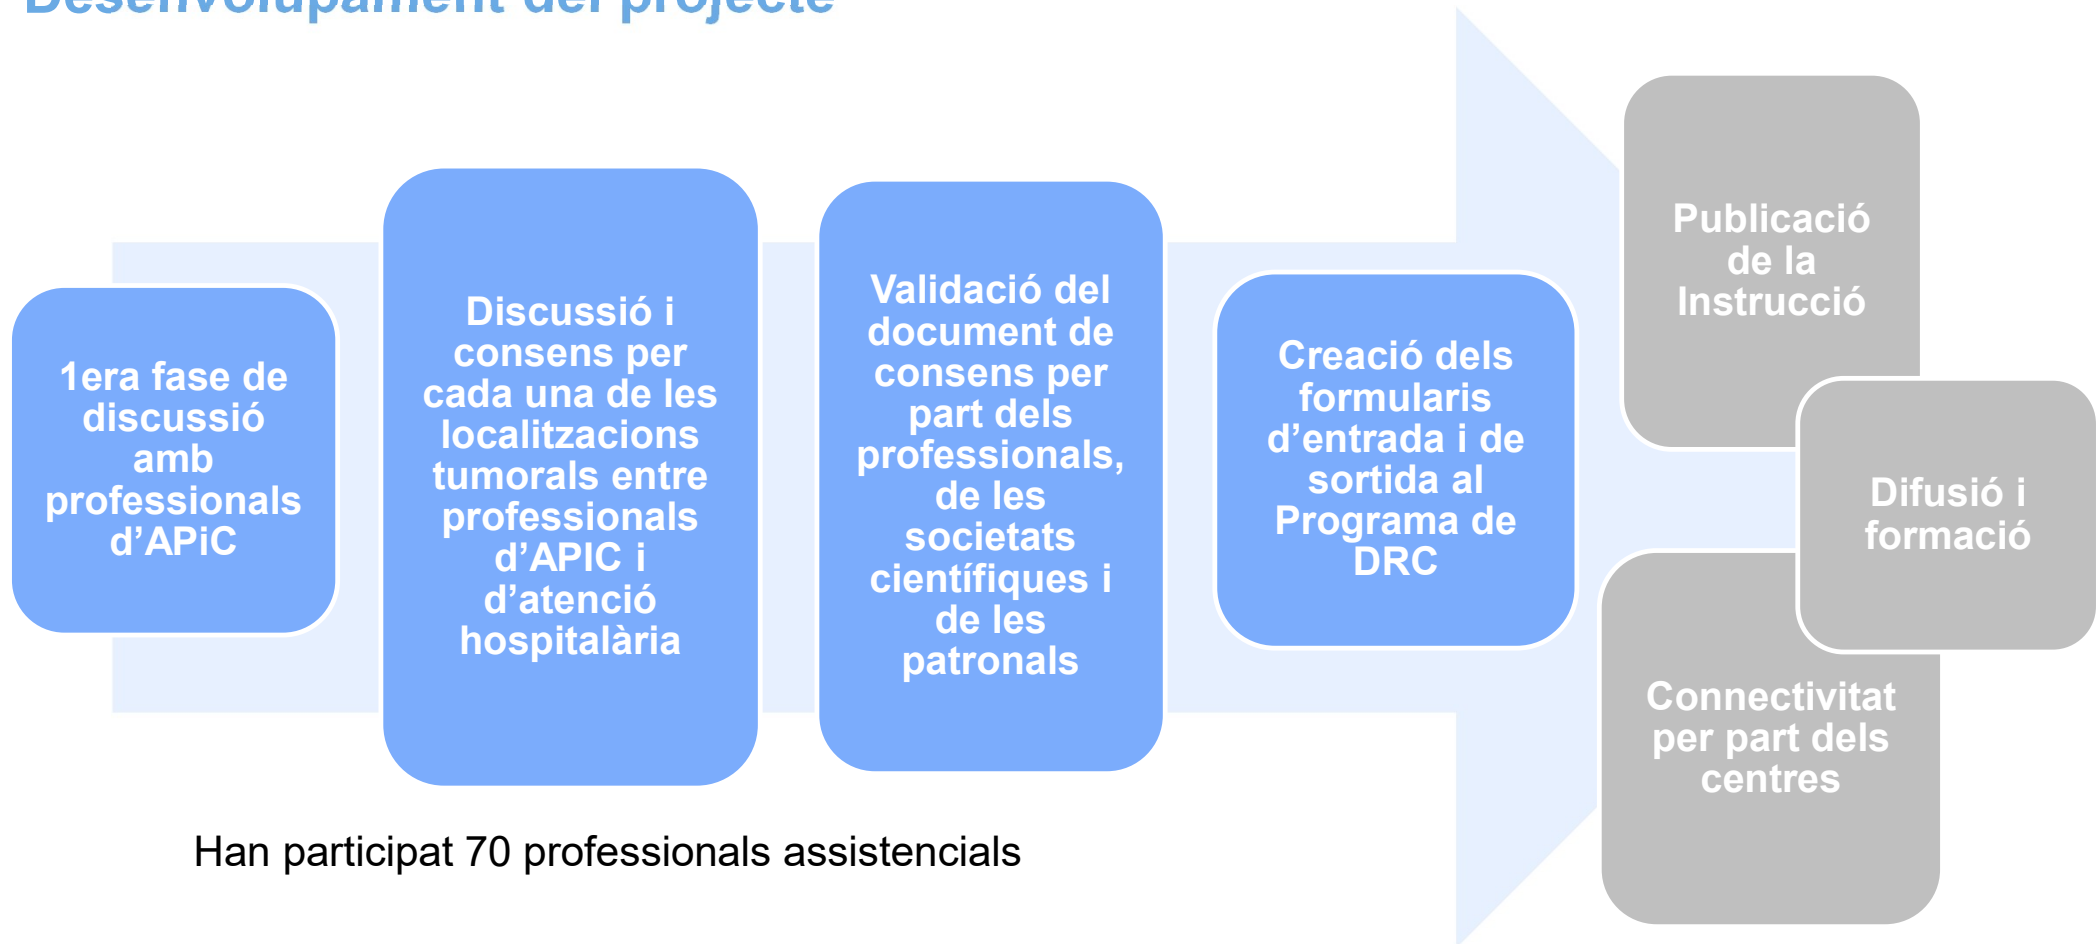 Desenvolupament del projecte
1era fase de
discussió
amb
professionals
d’APiC
Discussió i
consens per
cada una de les
localitzacions
tumorals entre
professionals
d’APIC i
d’atenció
hospitalària
Validació del
document de
consens per
part dels
professionals,
de les
societats
científiques i
de les
patronals
Creació dels
formularis
d’entrada i de
sortida al
Programa de
DRC
Publicació
de la
Instrucció
Difusió i
formació
Connectivitat
per part dels
centres
Han participat 70 professionals assistencials